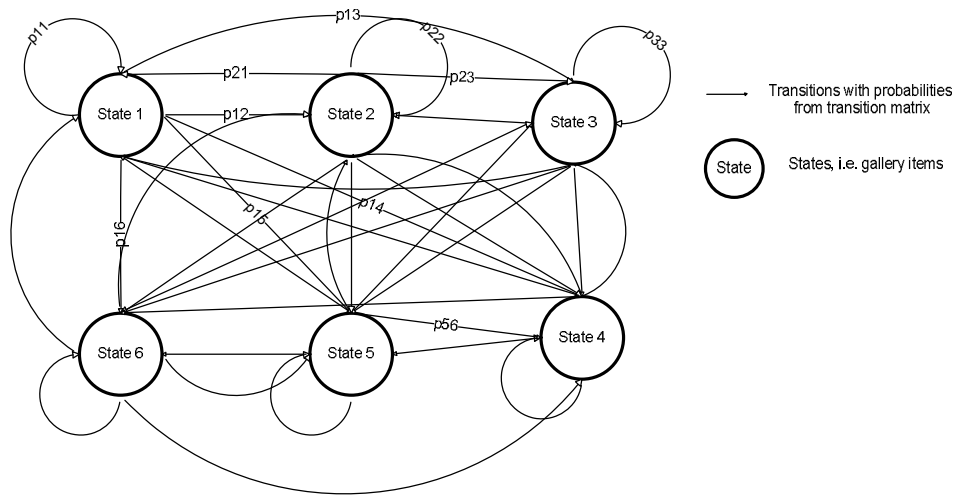 p13
p11
p22
p33
p21
p23
State 1
p12
State 2
State 3
Transitions with probabilities
from transition matrix
State
States, i.e. gallery items
p15
p14
p16
p56
State 6
State 5
State 4